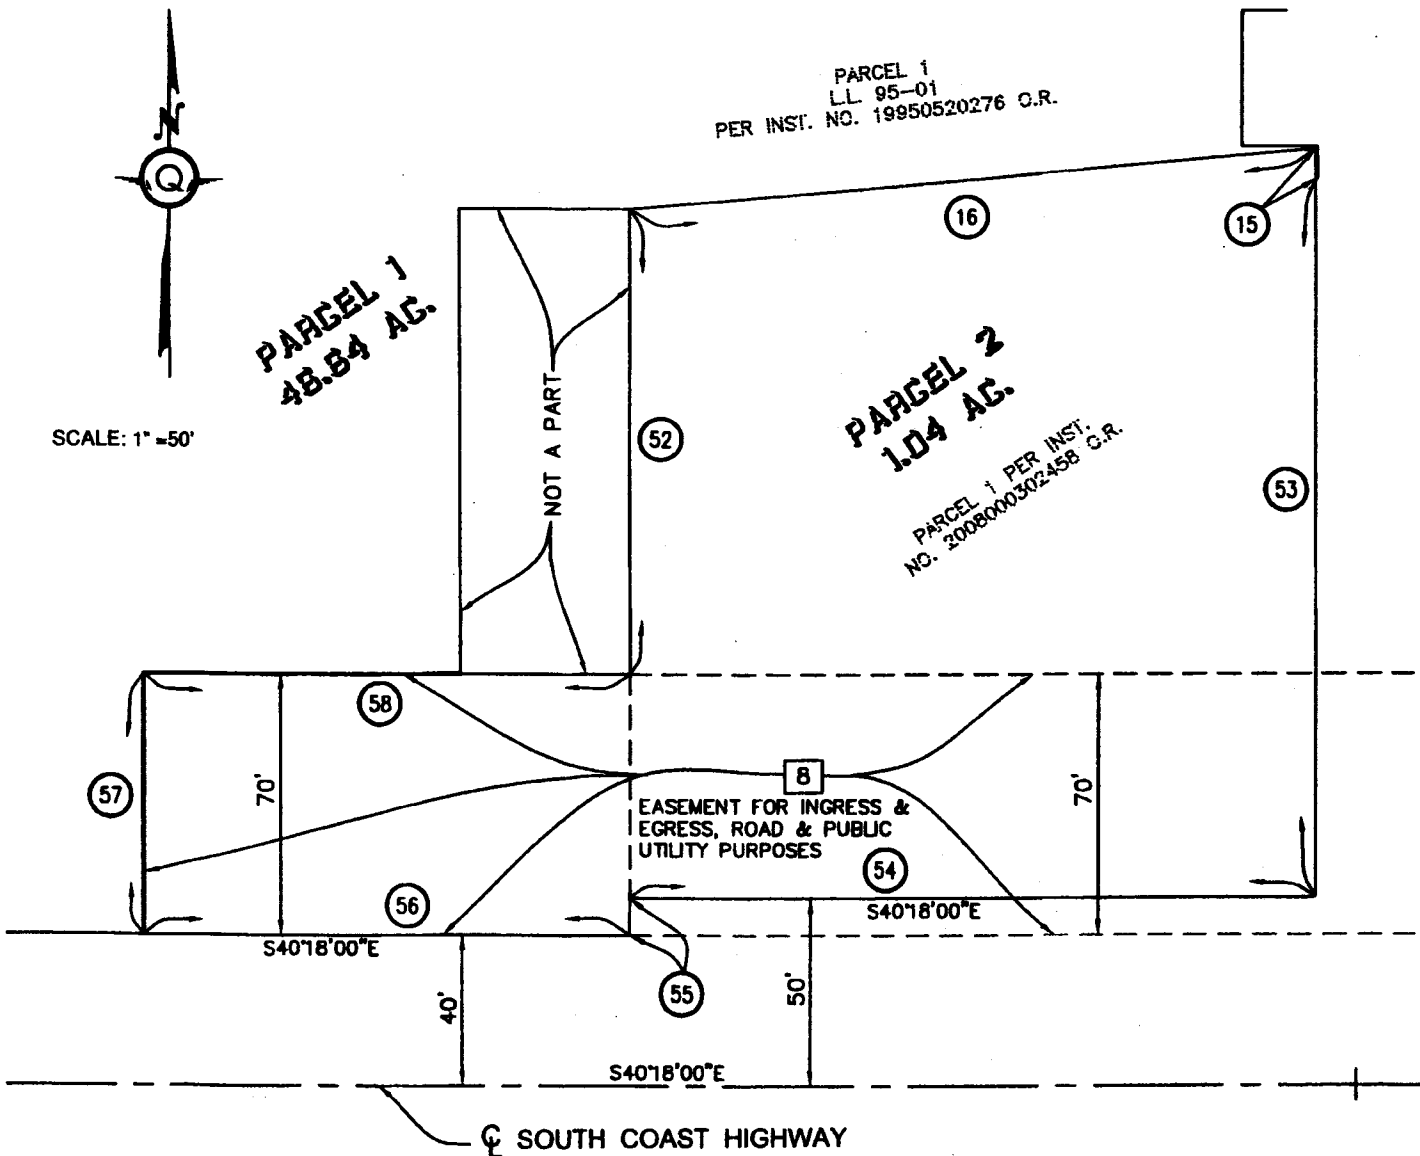 PARCEL 1
L.L. 95-01
PER INST. NO. 19950520276 O.R.
N
Q
16
15
PARCEL 1
48.84 AC.
PARCEL 2
1.04 AC.
SCALE: 1" =50'
NOT A PART
52
PARCEL 1 PER INST.
NO. 2008000302458 O.R.
53
58
57
70'
8
70'
EASEMENT FOR INGRESS &
EGRESS, ROAD & PUBLIC
UTILITY PURPOSES
54
56
S40°18'00"E
S40°18'00"E
55
40'
50'
S40°18'00"E
℄ SOUTH COAST HIGHWAY